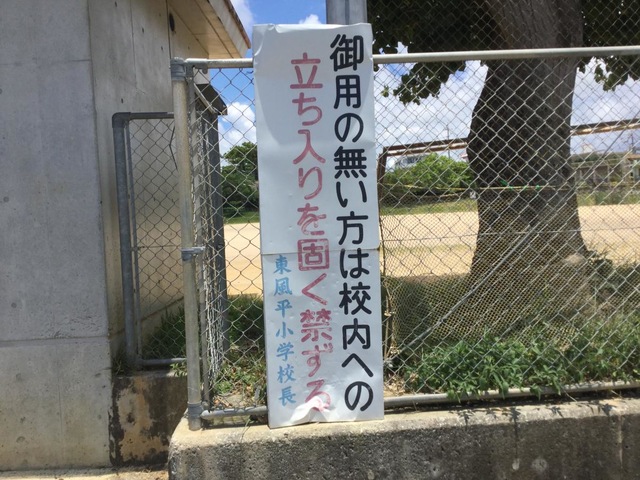 御用の無い方は校内への
立ち入りを固く禁ずる
東風平小学校長